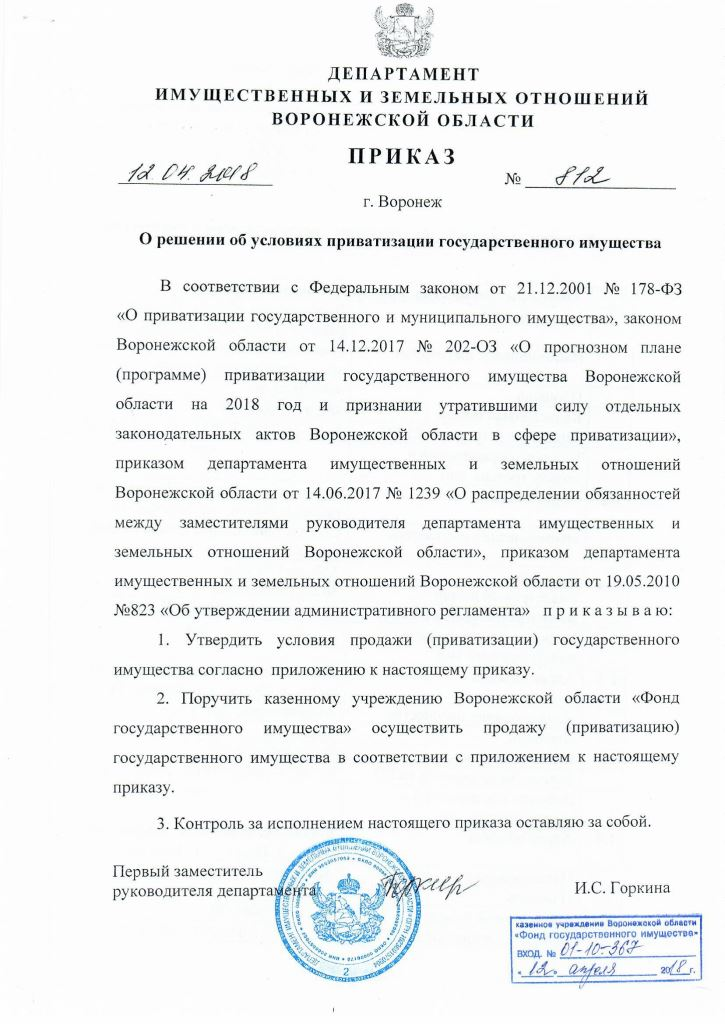 ДЕПАРТАМЕНТ
ИМУЩЕСТВЕННЫХ И ЗЕМЕЛЬНЫХ ОТНОШЕНИЙ
ВОРОНЕЖСКОЙ ОБЛАСТИ
ПРИКАЗ
12 04. 2018 № 812
г. Воронеж
О решении об условиях приватизации государственного имущества
В соответствии с Федеральным законом от 21.12.2001 № 178-ФЗ
«О приватизации государственного и муниципального имущества», законом
Воронежской области от 14.12.2017 № 202-ОЗ «О прогнозном плане
(программе) приватизации государственного имущества Воронежской
области на 2018 год и признании утратившими силу отдельных
законодательных актов Воронежской области в сфере приватизации»,
приказом департамента имущественных и земельных отношений
Воронежской области от 14.06.2017 № 1239 «О распределении обязанностей
между заместителями руководителя департамента имущественных и
земельных отношений Воронежской области», приказом департамента
имущественных и земельных отношений Воронежской области от 19.05.2010
№823 «Об утверждении административного регламента» п р и к а з ы в а ю:
1. Утвердить условия продажи (приватизации) государственного
имущества согласно приложению к настоящему приказу.
2. Поручить казенному учреждению Воронежской области «Фонд
государственного имущества» осуществить продажу (приватизацию)
государственного имущества в соответствии с приложением к настоящему
приказу.
3. Контроль за исполнением настоящего приказа оставляю за собой.
Первый заместитель
руководителя департамента И.С. Горкина
2
казенное учреждение Воронежской области
«Фонд государственного имущества»
ВХОД. № 01-10-367
« 12 » апреля 2018 г.